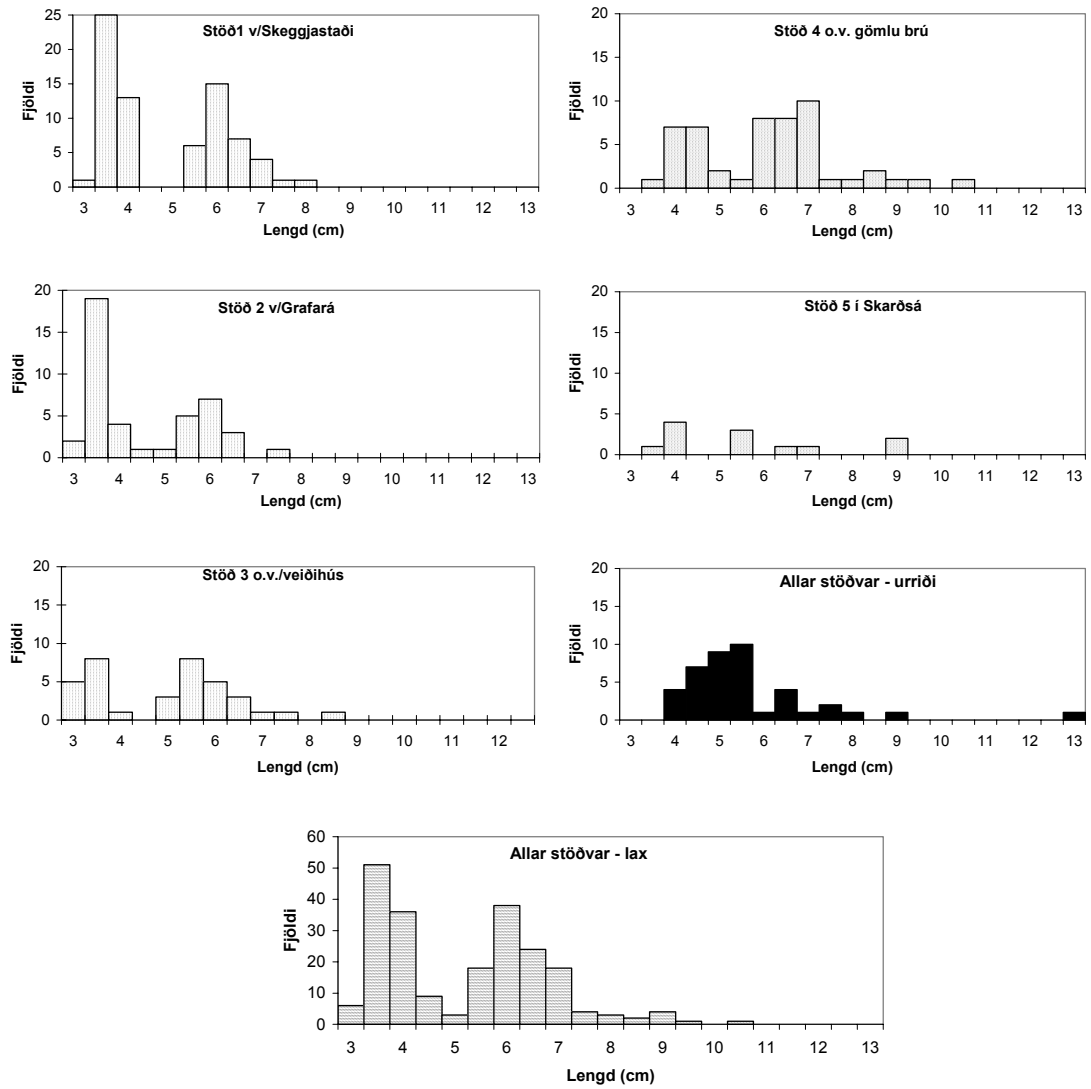 Stöð1 v/Skeggjastaði
Fjöldi
25
20
15
10
5
0
3 4 5 6 7 8 9 10 11 12 13
Lengd (cm)
Stöð 4 o.v. gömlu brú
Fjöldi
20
15
10
5
0
3 4 5 6 7 8 9 10 11 12 13
Lengd (cm)
Stöð 2 v/Grafará
Fjöldi
20
15
10
5
0
3 4 5 6 7 8 9 10 11 12 13
Lengd (cm)
Stöð 5 í Skarðsá
Fjöldi
20
15
10
5
0
3 4 5 6 7 8 9 10 11 12 13
Lengd (cm)
Stöð 3 o.v./veiðihús
Fjöldi
20
15
10
5
0
3 4 5 6 7 8 9 10 11 12
Lengd (cm)
Allar stöðvar - urriði
Fjöldi
20
15
10
5
0
3 4 5 6 7 8 9 10 11 12 13
Lengd (cm)
Allar stöðvar - lax
Fjöldi
60
50
40
30
20
10
0
3 4 5 6 7 8 9 10 11 12 13
Lengd (cm)